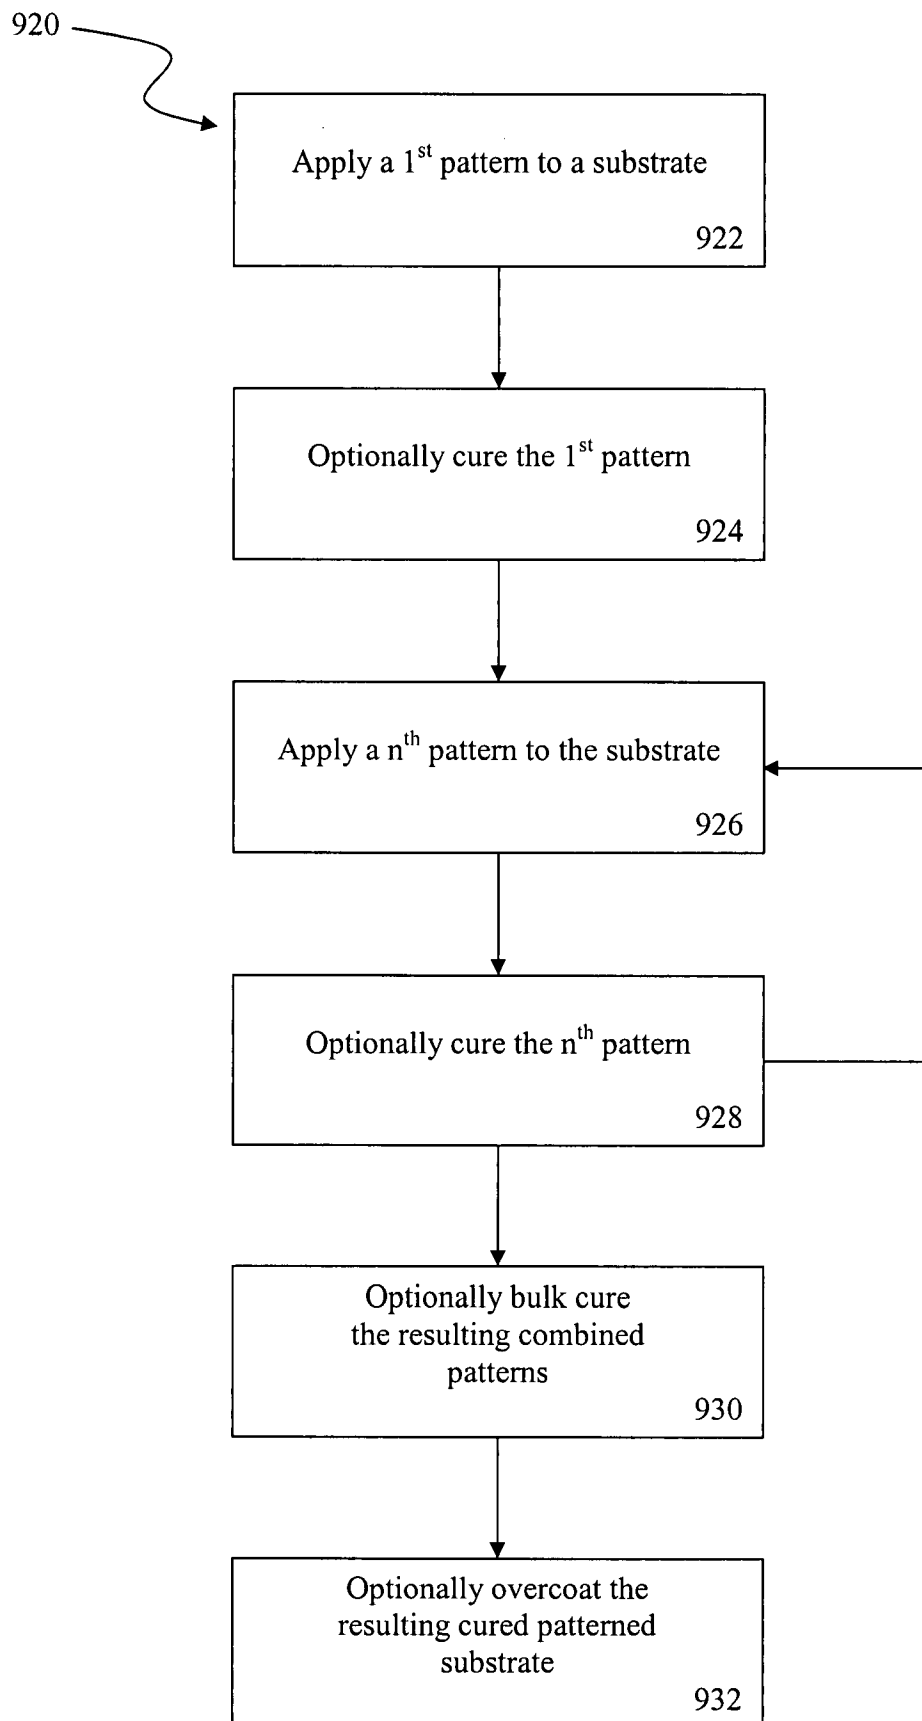 920
Apply a 1st pattern to a substrate
922
Optionally cure the 1st pattern
924
Apply a nth pattern to the substrate
926
Optionally cure the nth pattern
928
Optionally bulk cure
the resulting combined
patterns
930
Optionally overcoat the
resulting cured patterned
substrate
932